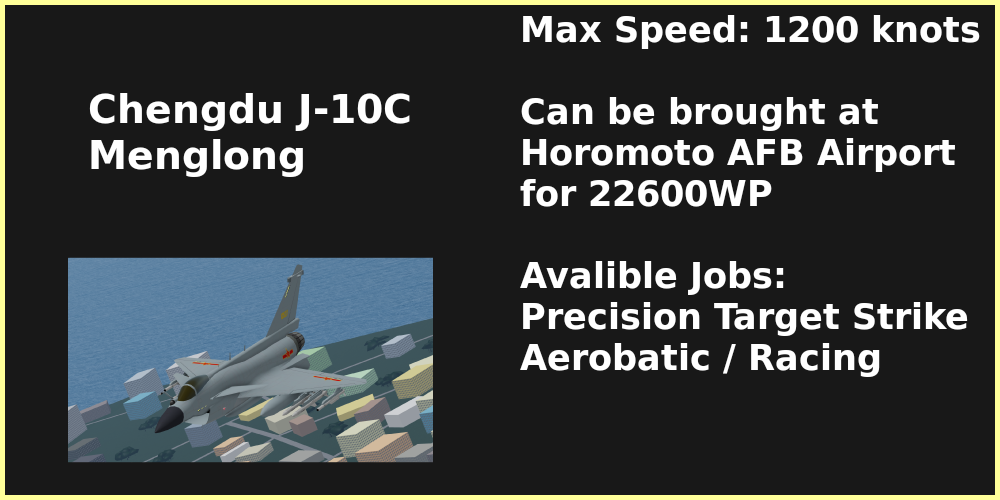 Chengdu J-10C
Menglong
Max Speed: 1200 knots
Can be brought at
Horomoto AFB Airport
for 22600WP
Avalible Jobs:
Precision Target Strike
Aerobatic / Racing